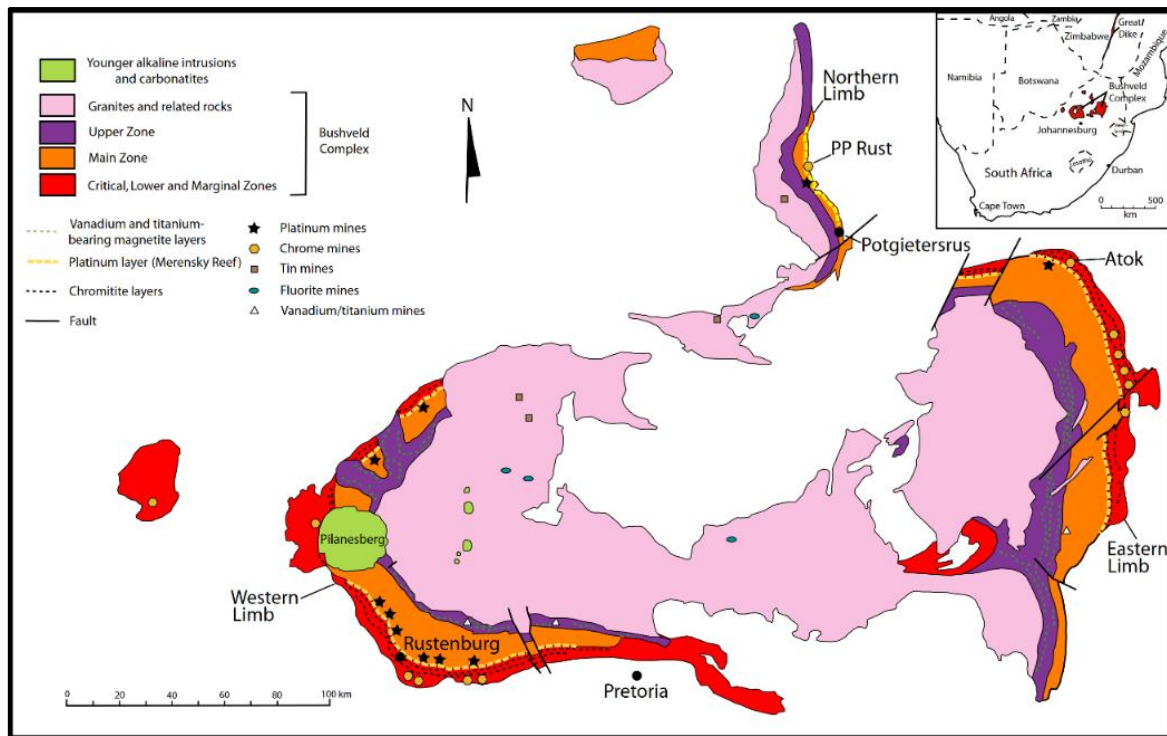 Younger alkaline intrusions
and carbonatites
Granites and related rocks
Upper Zone
Main Zone
Critical, Lower and Marginal Zones
Bushveld
Complex
Vanadium and titanium-
bearing magnetite layers
Platinum layer (Merensky Reef)
Chromitite layers
Fault
Platinum mines
Chrome mines
Tin mines
Fluorite mines
Vanadium/titanium mines
N
Northern
Limb
PP Rust
Potgietersrus
Angola
Zambia
Zimbabwe
Great
Dike
Mozambique
Namibia
Botswana
Bushveld
Complex
Johannesburg
South Africa
Durban
Cape Town
0 500
km
Atok
Eastern
Limb
Pilanesberg
Western
Limb
Rustenburg
Pretoria
0 20 40 60 80 100 km